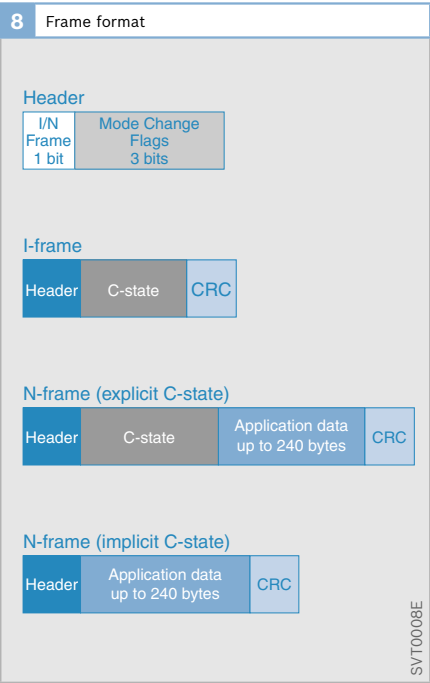 8 Frame format
Header
I/N
Frame
1 bit
Mode Change
Flags
3 bits
I-frame
Header
C-state
CRC
N-frame (explicit C-state)
Header
C-state
Application data
up to 240 bytes
CRC
N-frame (implicit C-state)
Header
Application data
up to 240 bytes
CRC
SVT0008E